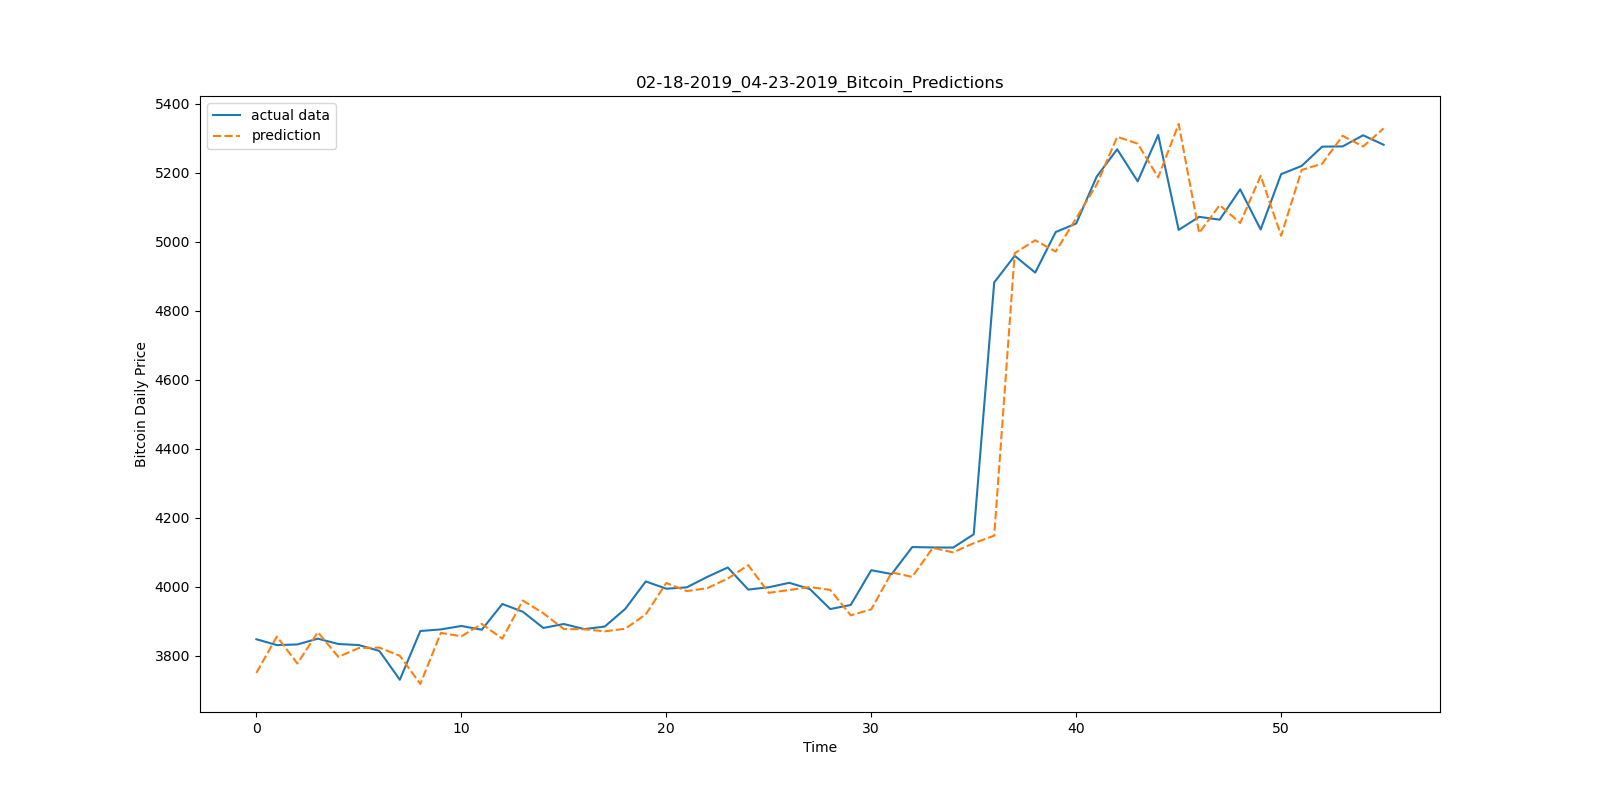 02-18-2019_04-23-2019_Bitcoin_Predictions
actual data
prediction
5400
5200
5000
4800
4600
4400
4200
4000
3800
Bitcoin Daily Price
0 10 20 30 40 50
Time